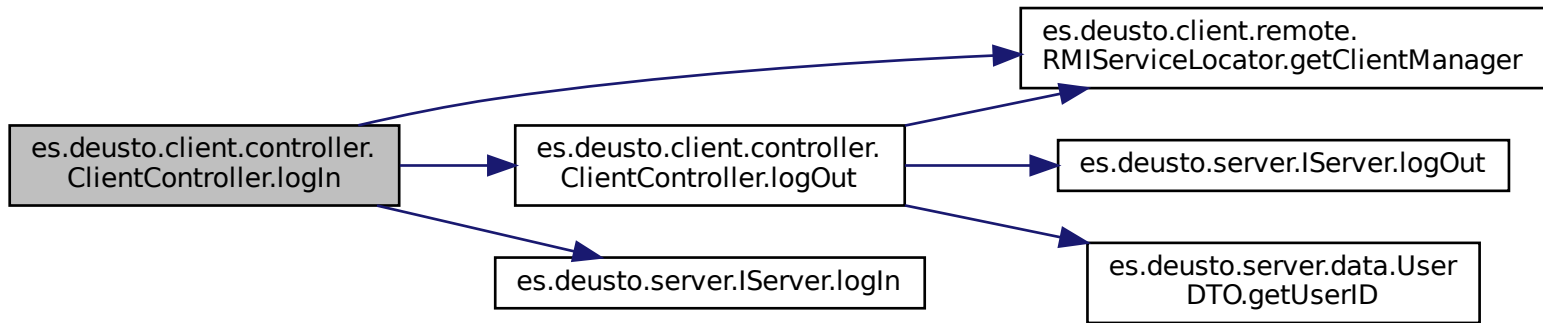 es.deusto.client.controller.
ClientController.logIn
es.deusto.client.controller.
ClientController.logOut
es.deusto.server.IServer.logIn
es.deusto.client.remote.
RMIServiceLocator.getClientManager
es.deusto.server.IServer.logOut
es.deusto.server.data.User
DTO.getUserID